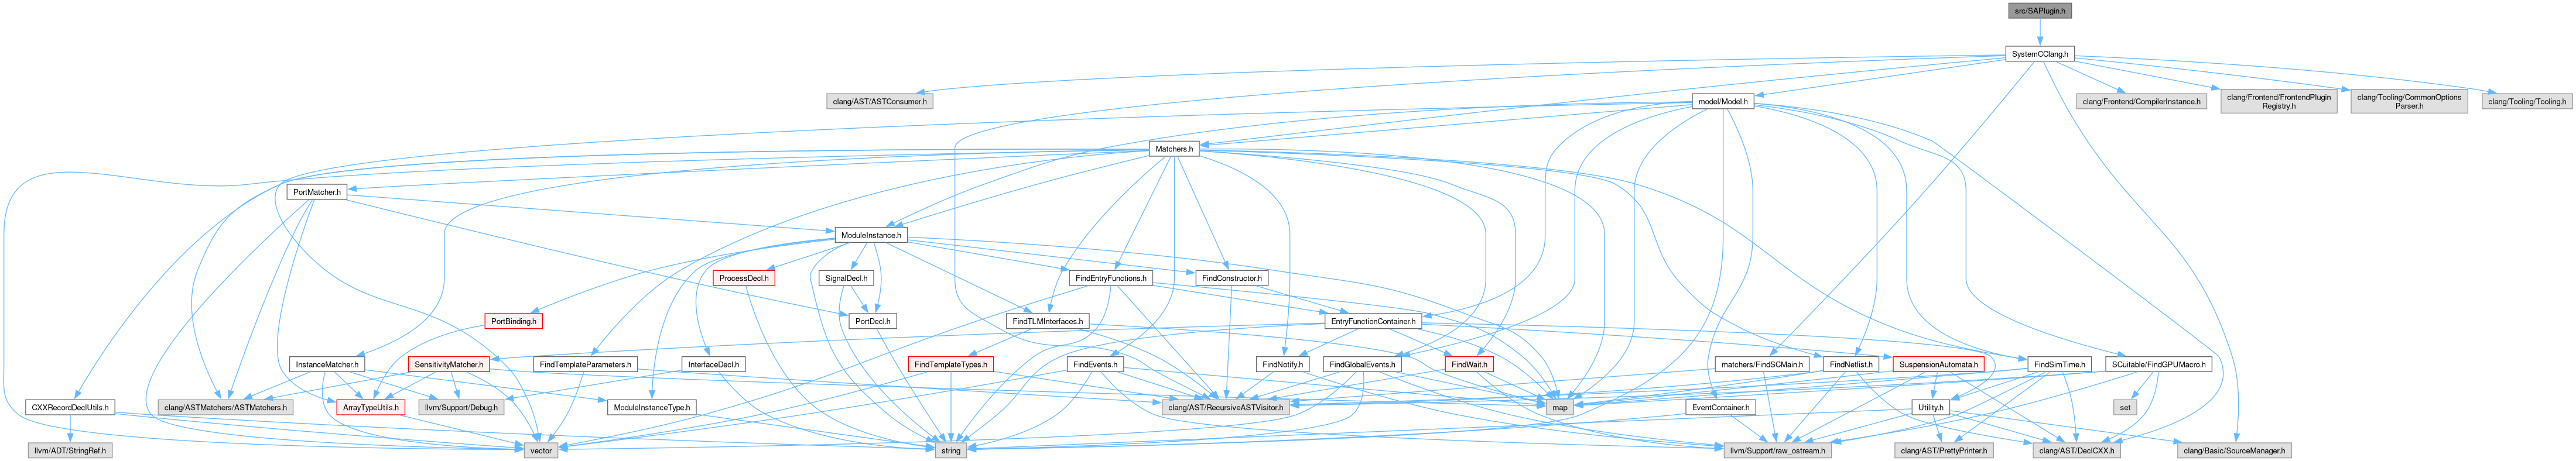 src/SAPlugin.h
SystemCClang.h
clang/AST/ASTConsumer.h
model/Model.h
clang/Frontend/CompilerInstance.h
clang/Frontend/FrontendPlugin
Registry.h
clang/Tooling/CommonOptions
Parser.h
clang/Tooling/Tooling.h
Matchers.h
PortMatcher.h
ModuleInstance.h
ProcessDecl.h
SignalDecl.h
FindEntryFunctions.h
FindConstructor.h
PortBinding.h
PortDecl.h
FindTLMInterfaces.h
EntryFunctionContainer.h
InstanceMatcher.h
SensitivityMatcher.h
FindTemplateParameters.h
InterfaceDecl.h
FindTemplateTypes.h
FindEvents.h
FindNotify.h
FindGlobalEvents.h
FindWait.h
matchers/FindSCMain.h
FindNetlist.h
SuspensionAutomata.h
FindSimTime.h
SCuitable/FindGPUMacro.h
CXXRecordDeclUtils.h
clang/ASTMatchers/ASTMatchers.h
ArrayTypeUtils.h
llvm/Support/Debug.h
ModuleInstanceType.h
clang/AST/RecursiveASTVisitor.h
map
EventContainer.h
Utility.h
set
llvm/ADT/StringRef.h
vector
string
llvm/Support/raw_ostream.h
clang/AST/PrettyPrinter.h
clang/AST/DeclCXX.h
clang/Basic/SourceManager.h